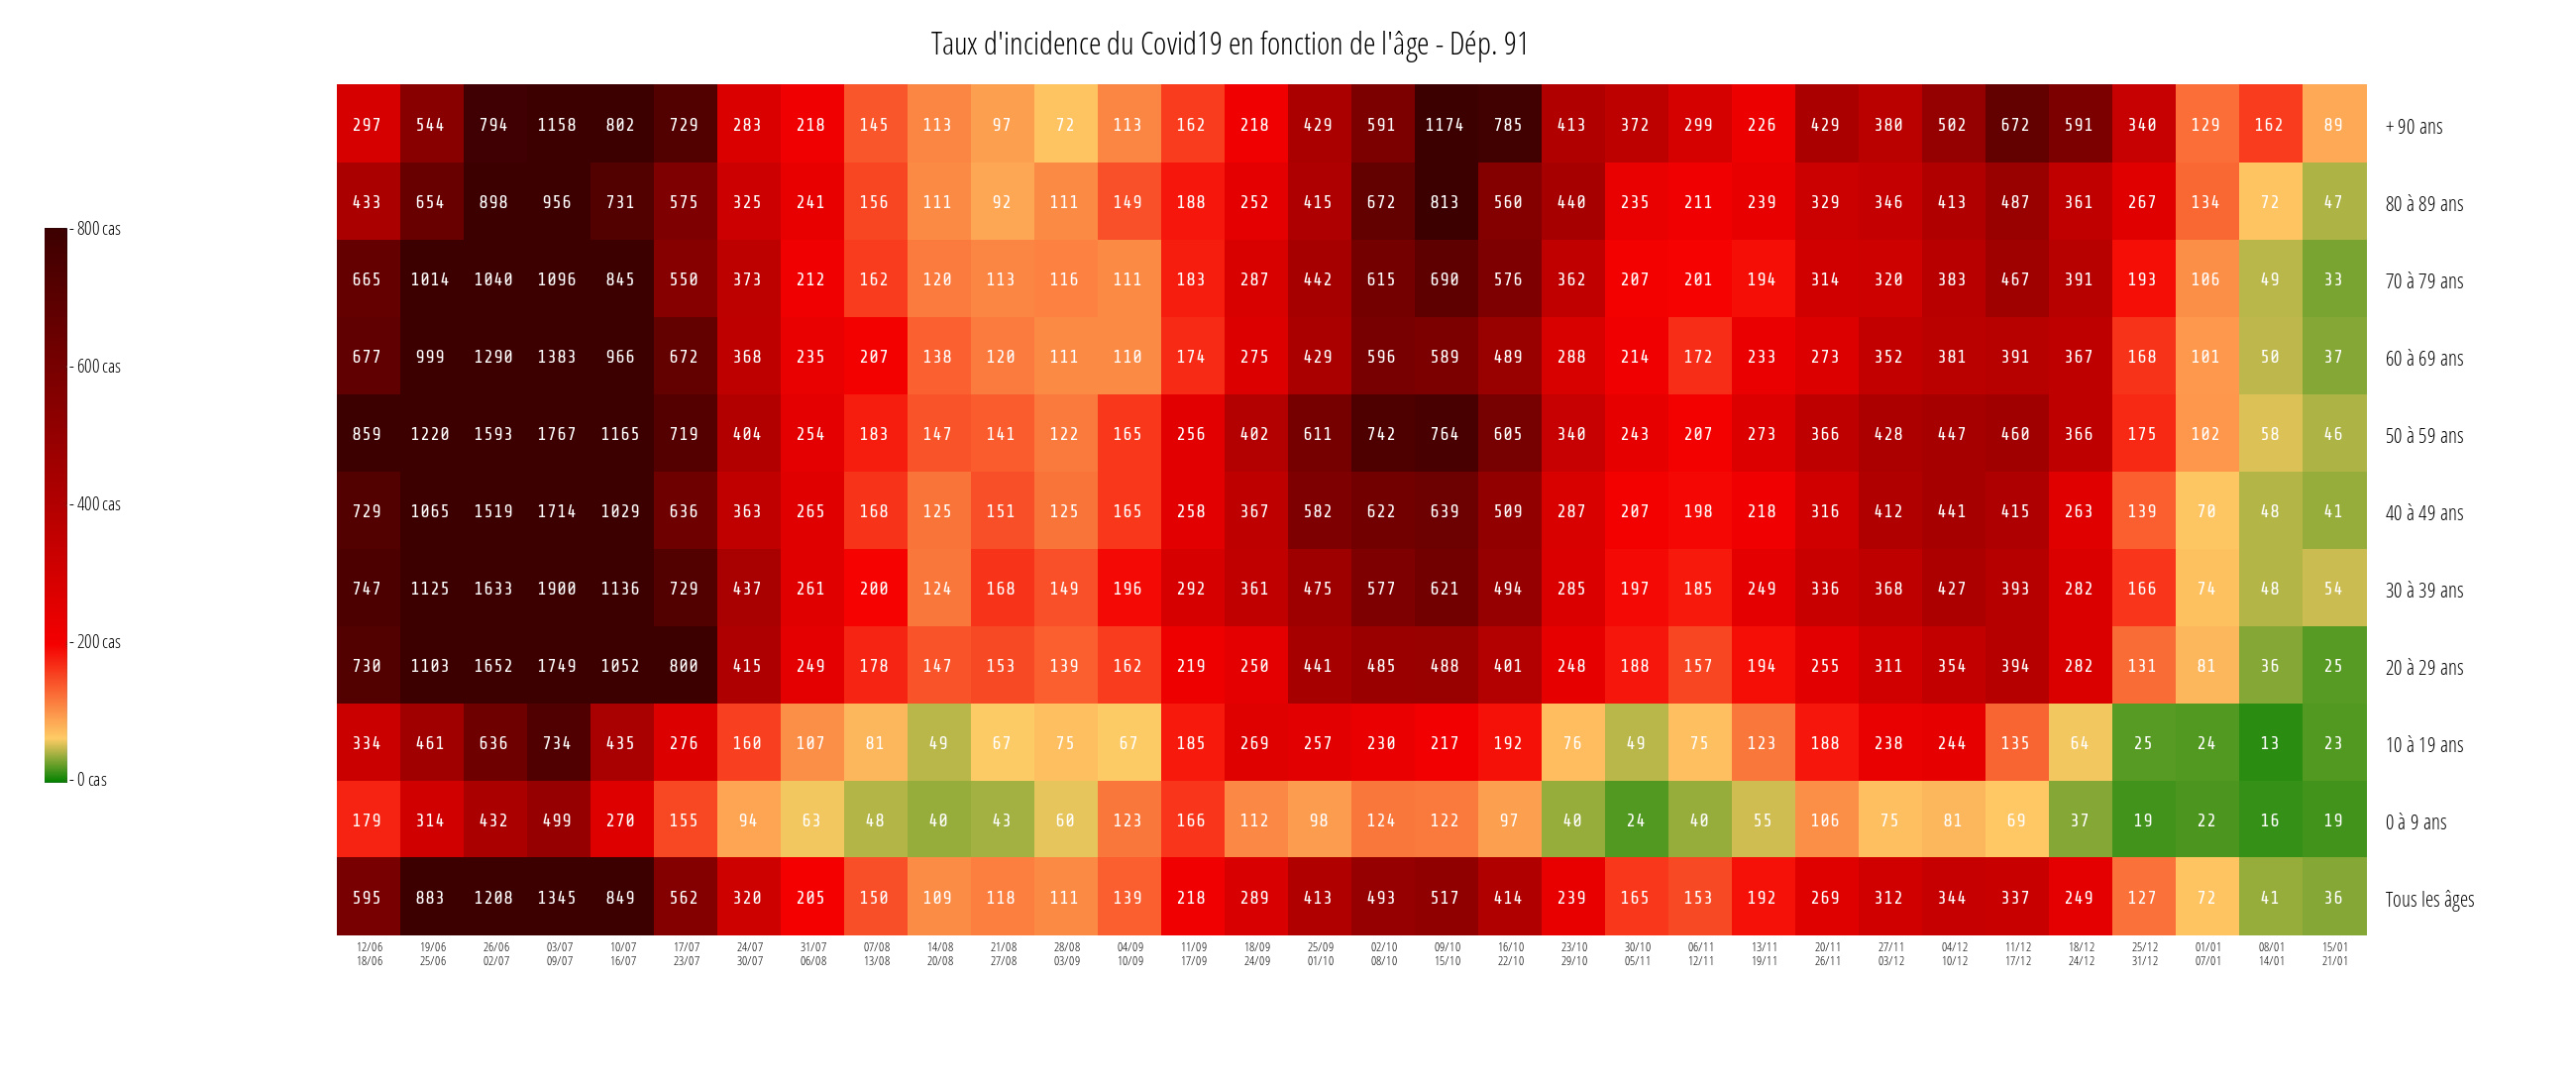 Taux d'incidence du Covid19 en fonction de l'âge - Dép. 91
- 800 cas
- 600 cas
- 400 cas
- 200 cas
- 0 cas
297 544 794 1158 802 729 283 218 145 113 97 72 113 162 218 429 591 1174 785 413 372 299 226 429 380 502 672 591 340 129 162 89 + 90 ans
433 654 898 956 731 575 325 241 156 111 92 111 149 188 252 415 672 813 560 440 235 211 239 329 346 413 487 361 267 134 72 47 80 à 89 ans
665 1014 1040 1096 845 550 373 212 162 120 113 116 111 183 287 442 615 690 576 362 207 201 194 314 320 383 467 391 193 106 49 33 70 à 79 ans
677 999 1290 1383 966 672 368 235 207 138 120 111 110 174 275 429 596 589 489 288 214 172 233 273 352 381 391 367 168 101 50 37 60 à 69 ans
859 1220 1593 1767 1165 719 404 254 183 147 141 122 165 256 402 611 742 764 605 340 243 207 273 366 428 447 460 366 175 102 58 46 50 à 59 ans
729 1065 1519 1714 1029 636 363 265 168 125 151 125 165 258 367 582 622 639 509 287 207 198 218 316 412 441 415 263 139 70 48 41 40 à 49 ans
747 1125 1633 1900 1136 729 437 261 200 124 168 149 196 292 361 475 577 621 494 285 197 185 249 336 368 427 393 282 166 74 48 54 30 à 39 ans
730 1103 1652 1749 1052 800 415 249 178 147 153 139 162 219 250 441 485 488 401 248 188 157 194 255 311 354 394 282 131 81 36 25 20 à 29 ans
334 461 636 734 435 276 160 107 81 49 67 75 67 185 269 257 230 217 192 76 49 75 123 188 238 244 135 64 25 24 13 23 10 à 19 ans
179 314 432 499 270 155 94 63 48 40 43 60 123 166 112 98 124 122 97 40 24 40 55 106 75 81 69 37 19 22 16 19 0 à 9 ans
595 883 1208 1345 849 562 320 205 150 109 118 111 139 218 289 413 493 517 414 239 165 153 192 269 312 344 337 249 127 72 41 36 Tous les âges
12/06 19/06 26/06 03/07 10/07 17/07 24/07 31/07 07/08 14/08 21/08 28/08 04/09 11/09 18/09 25/09 02/10 09/10 16/10 23/10 30/10 06/11 13/11 20/11 27/11 04/12 11/12 18/12 25/12 01/01 08/01 15/01
18/06 25/06 02/07 09/07 16/07 23/07 30/07 06/08 13/08 20/08 27/08 03/09 10/09 17/09 24/09 01/10 08/10 15/10 22/10 29/10 05/11 12/11 19/11 26/11 03/12 10/12 17/12 24/12 31/12 07/01 14/01 21/01